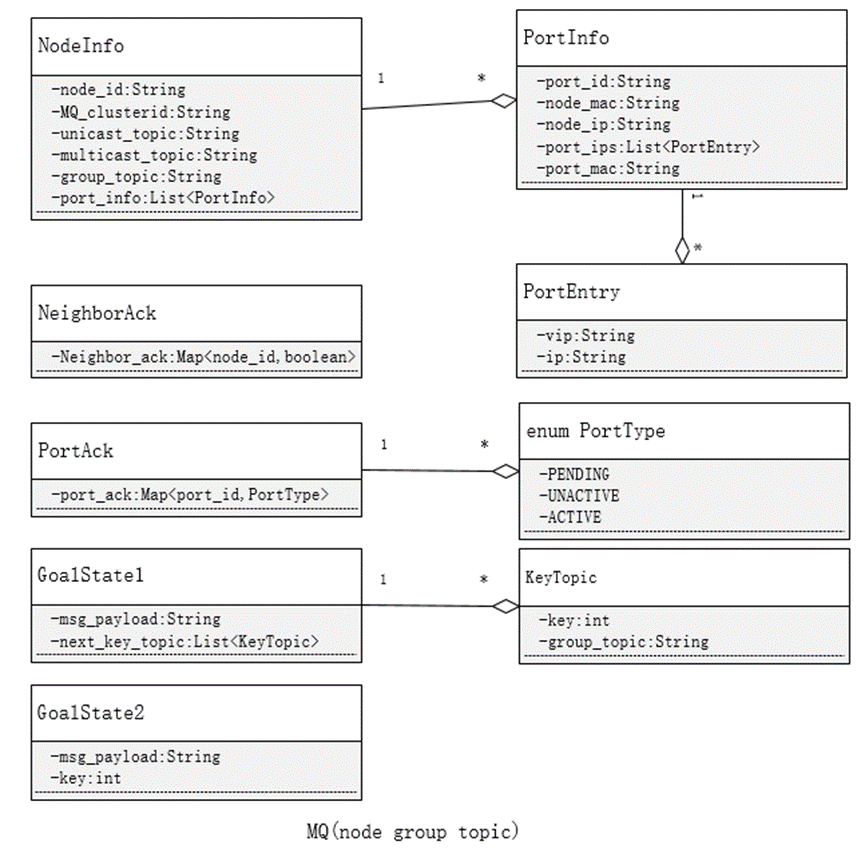 NodeInfo
-node_id:String
-MQ_clusterid:String
-unicast_topic:String
-multicast_topic:String
-group_topic:String
-port_info:List<PortInfo>
1
*
PortInfo
-port_id:String
-node_mac:String
-node_ip:String
-port_ips:List<PortEntry>
-port_mac:String
1
*
NeighborAck
-Neighbor_ack:Map<node_id,boolean>
PortEntry
-vip:String
-ip:String
PortAck
-port_ack:Map<port_id,PortType>
1
*
enum PortType
-PENDING
-UNACTIVE
-ACTIVE
GoalState1
-msg_payload:String
-next_key_topic:List<KeyTopic>
1
*
KeyTopic
-key:int
-group_topic:String
GoalState2
-msg_payload:String
-key:int
MQ(node group topic)